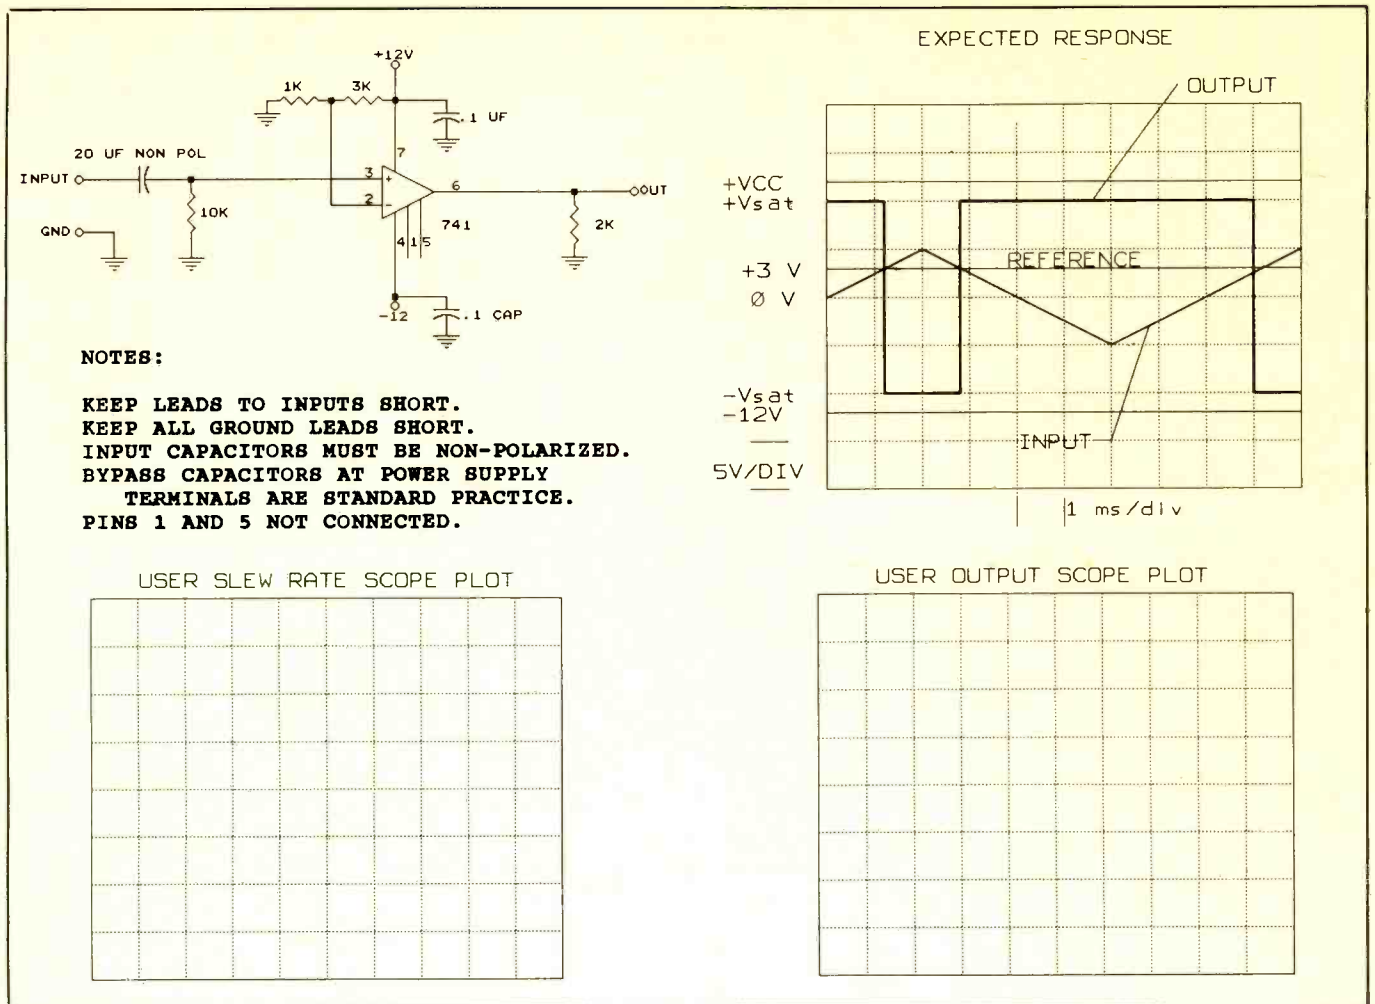 +12V
1K
3K
.1 UF
20 UF NON POL
7
INPUT
3
+
6
OUT
2
-
10K
741
2K
GND
4 1 5
-12
.1 CAP
NOTES:
KEEP LEADS TO INPUTS SHORT.
KEEP ALL GROUND LEADS SHORT.
INPUT CAPACITORS MUST BE NON-POLARIZED.
BYPASS CAPACITORS AT POWER SUPPLY
TERMINALS ARE STANDARD PRACTICE.
PINS 1 AND 5 NOT CONNECTED.
EXPECTED RESPONSE
OUTPUT
+VCC
+Vsat
REFERENCE
+3 V
Ø V
-Vsat
-12V
INPUT
5V/DIV
1 ms/div
USER SLEW RATE SCOPE PLOT
USER OUTPUT SCOPE PLOT